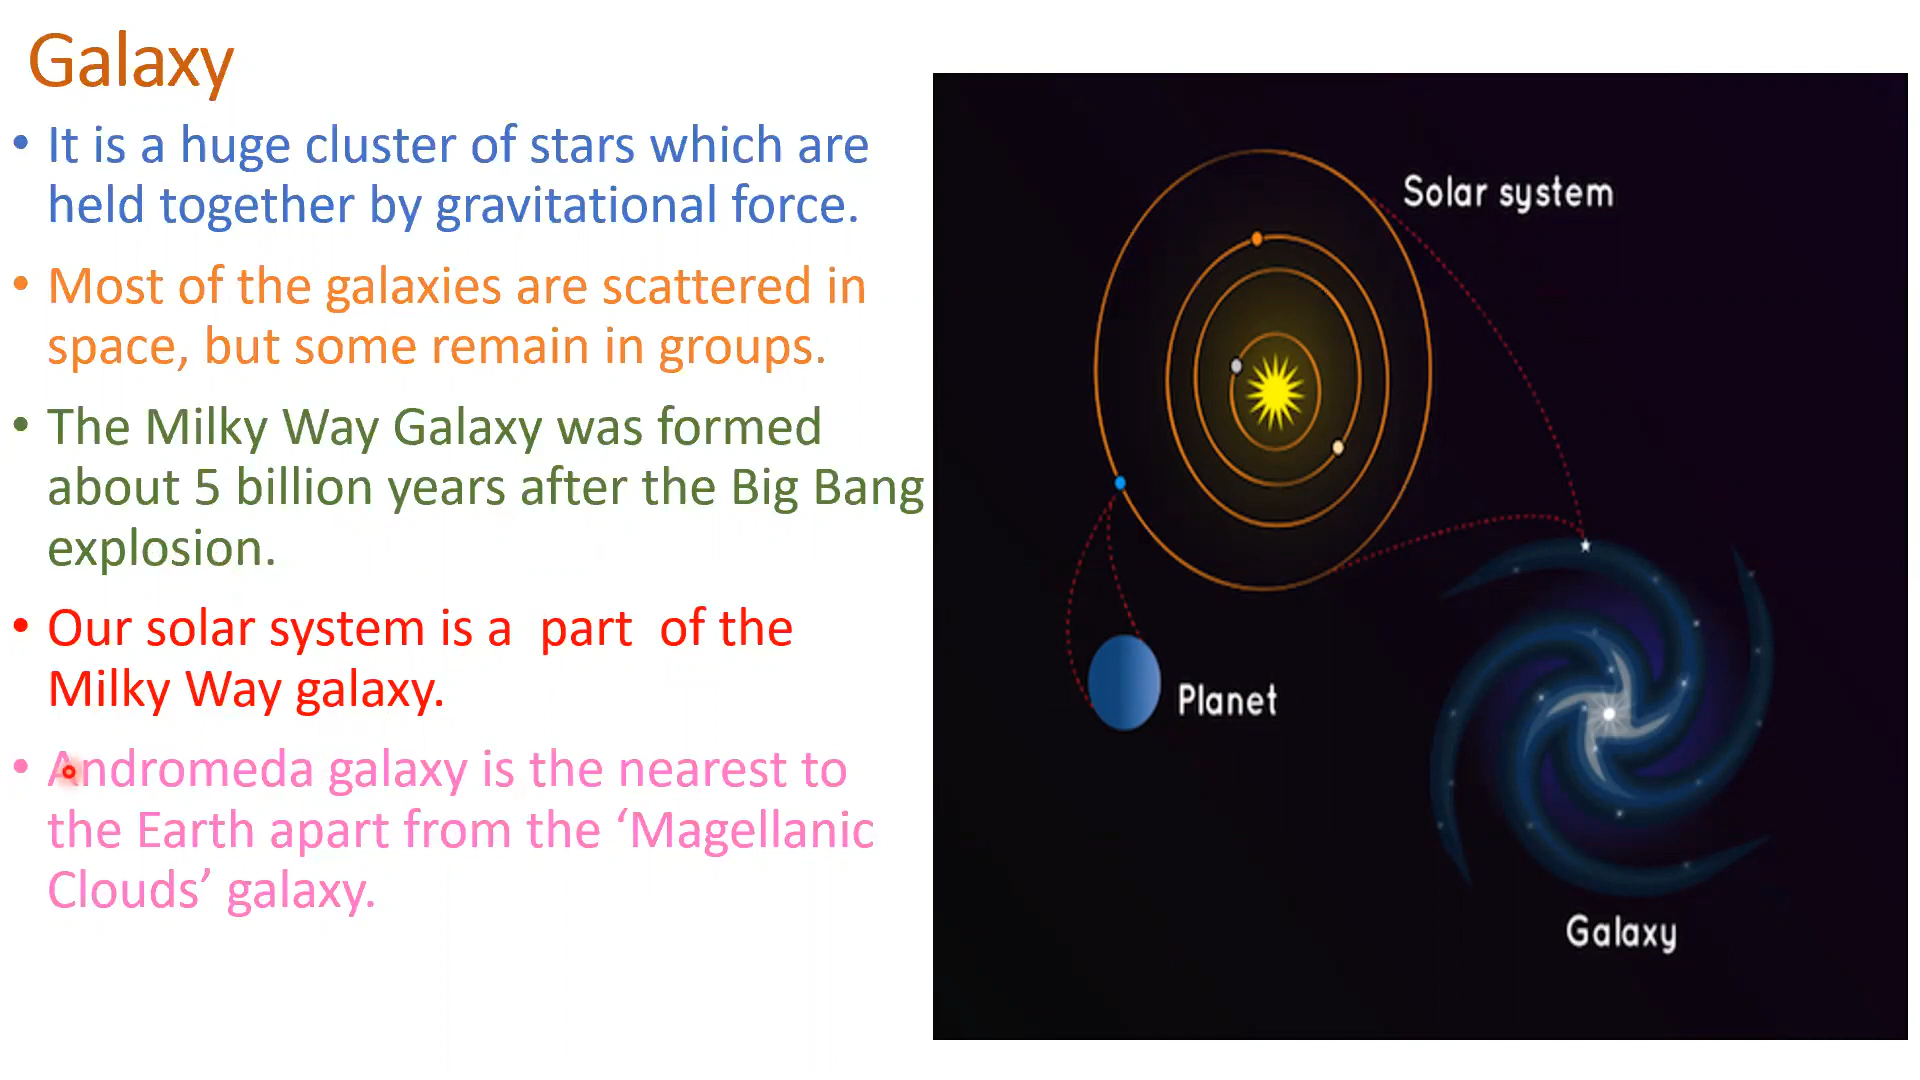 Galaxy
• It is a huge cluster of stars which are
held together by gravitational force.
• Most of the galaxies are scattered in
space, but some remain in groups.
• The Milky Way Galaxy was formed
about 5 billion years after the Big Bang
explosion.
• Our solar system is a  part  of the
Milky Way galaxy.
• Andromeda galaxy is the nearest to
the Earth apart from the ‘Magellanic
Clouds’ galaxy.
Solar system
Planet
Galaxy